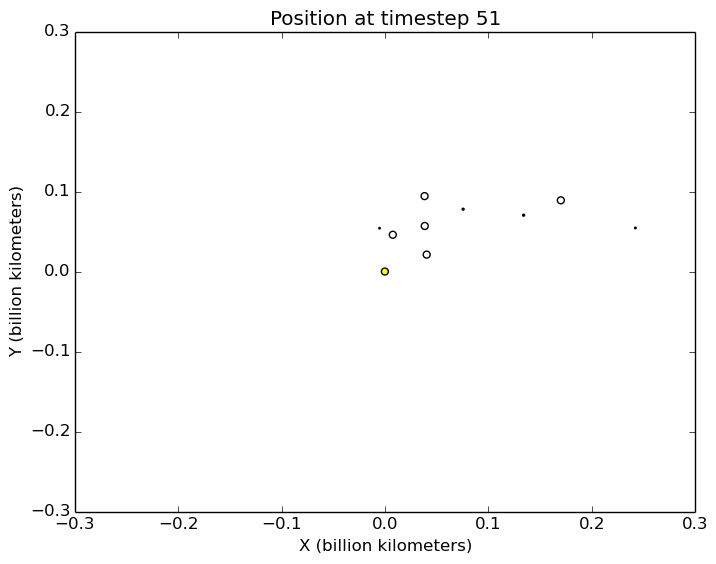 Position at timestep 51
0.3
0.2
0.1
0.0
−0.1
−0.2
−0.3
Y (billion kilometers)
−0.3 −0.2 −0.1 0.0 0.1 0.2 0.3
X (billion kilometers)